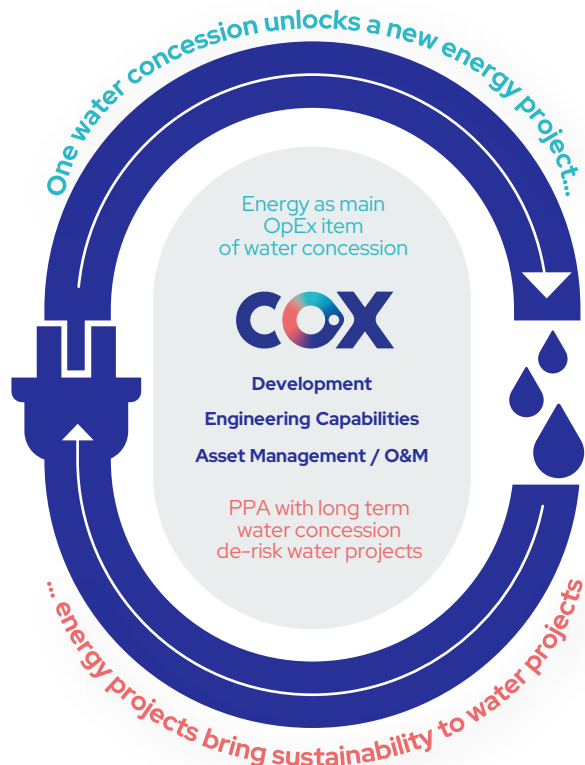 One water concession unlocks a new energy project...
Energy as main
OpEx item
of water concession
COX
Development
Engineering Capabilities
Asset Management / O&M
PPA with long term
water concession
de-risk water projects
... energy projects bring sustainability to water projects